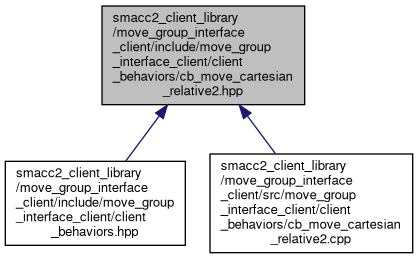 smacc2_client_library
/move_group_interface
_client/include/move_group
_interface_client/client
_behaviors/cb_move_cartesian
_relative2.hpp
smacc2_client_library
/move_group_interface
_client/include/move_group
_interface_client/client
_behaviors.hpp
smacc2_client_library
/move_group_interface
_client/src/move_group
_interface_client/client
_behaviors/cb_move_cartesian
_relative2.cpp